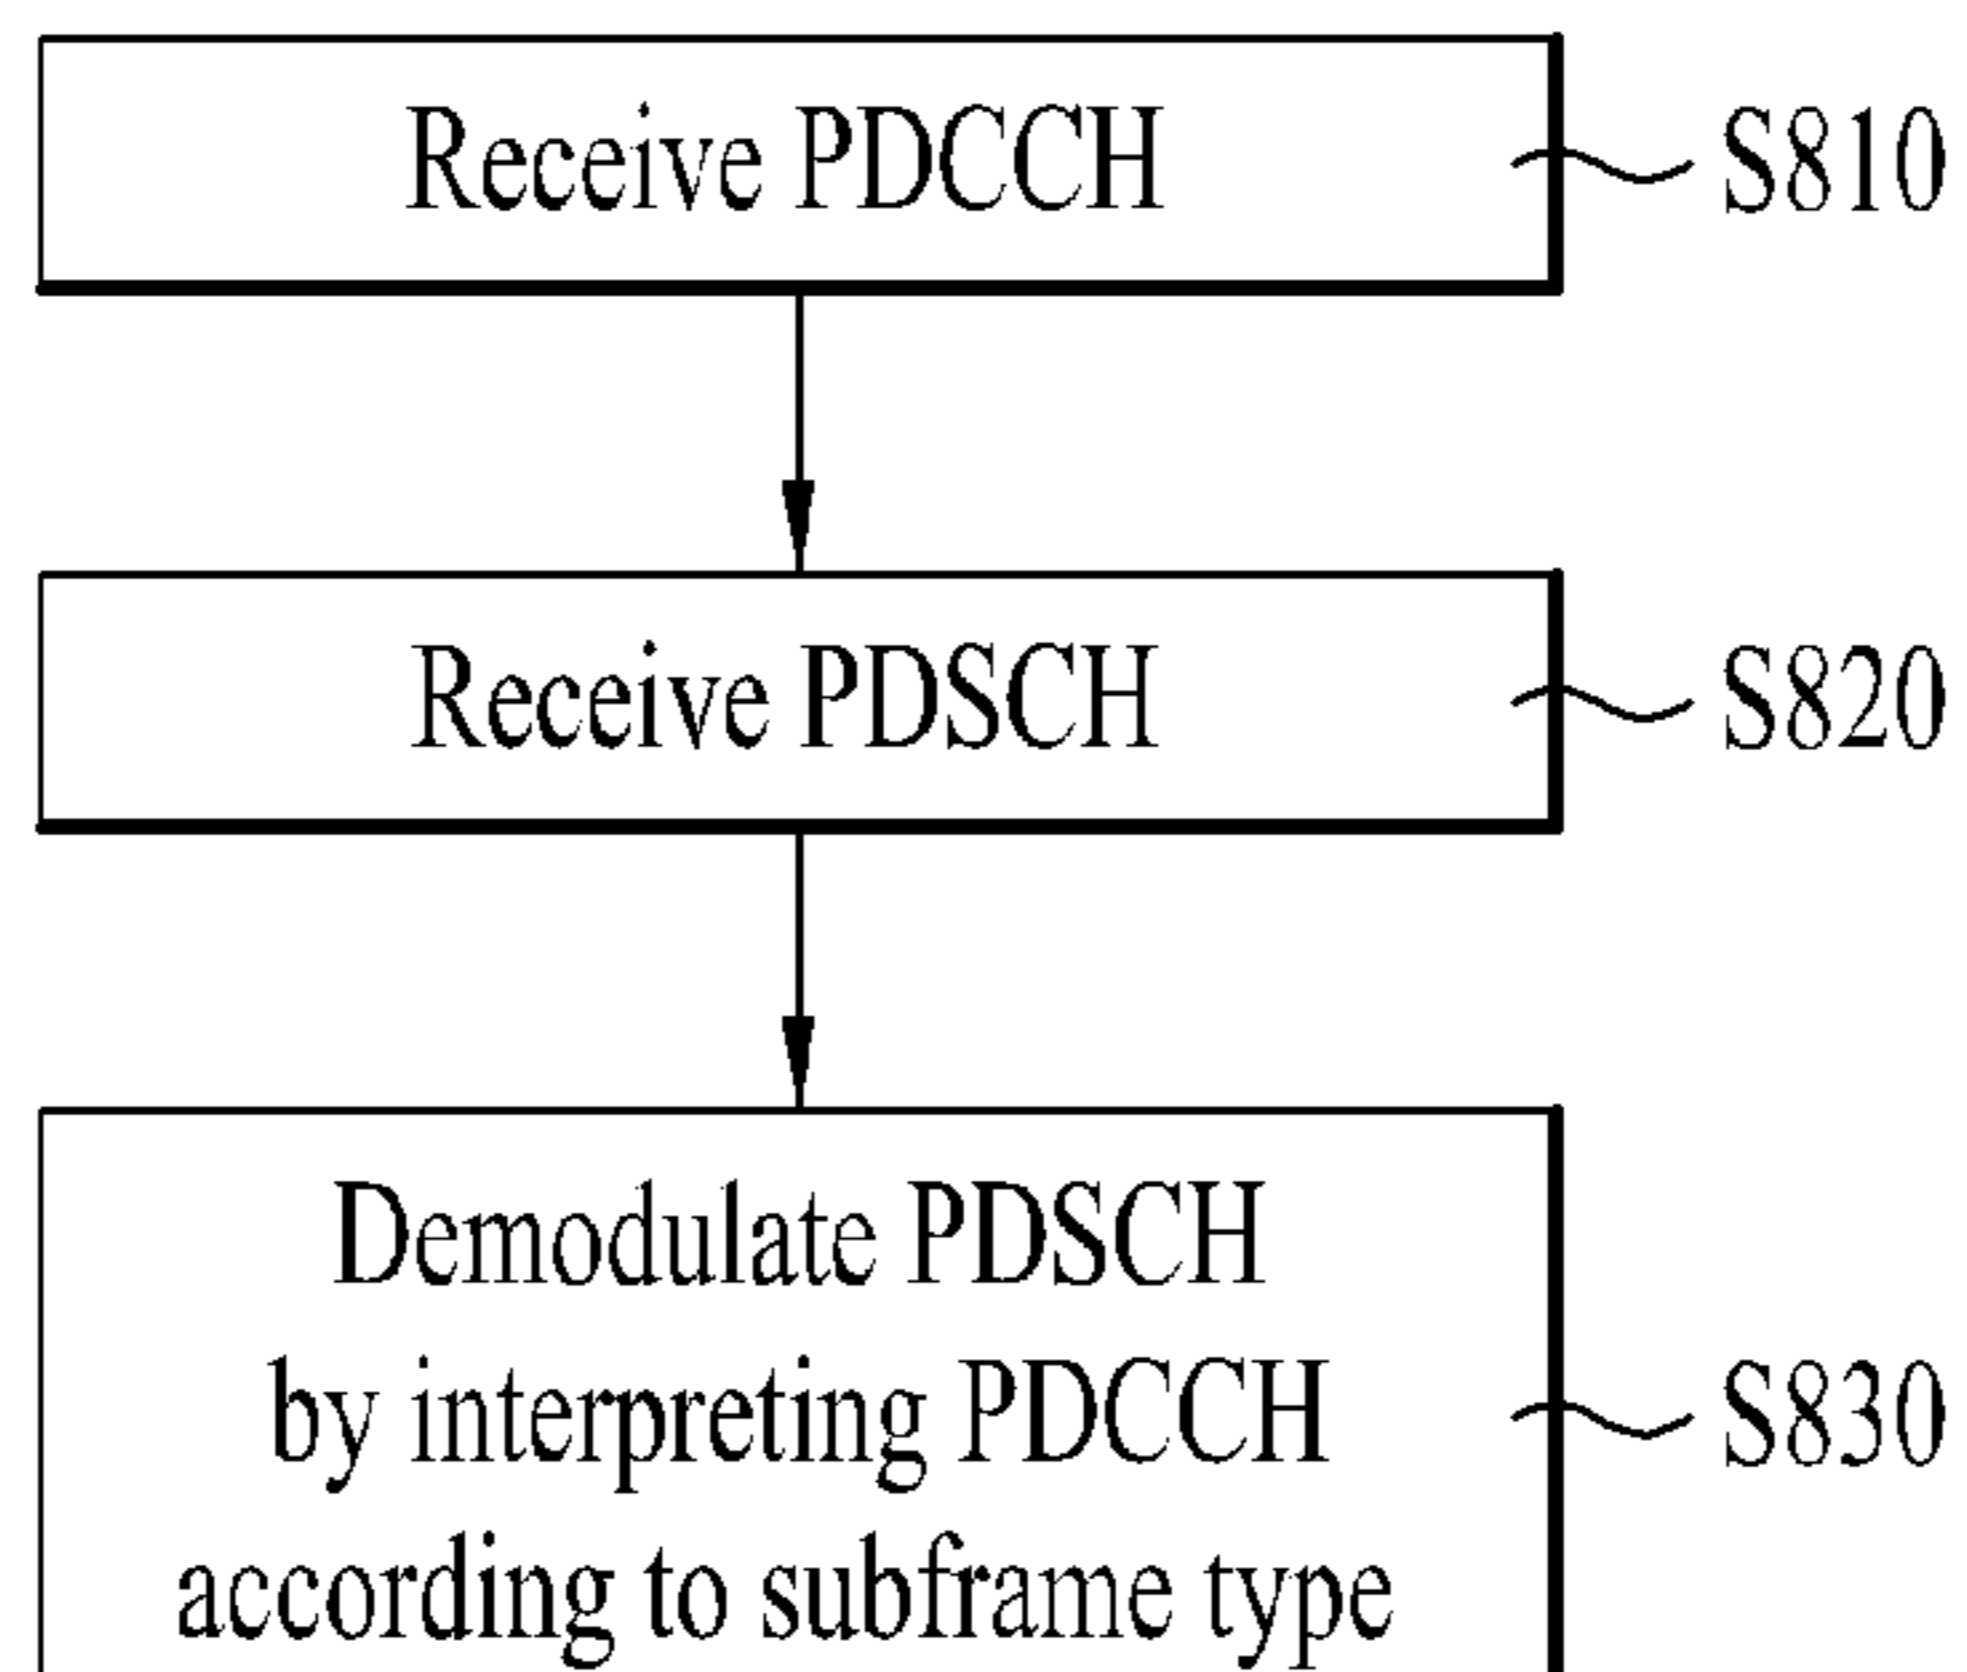 Receive PDCCH
S810
Receive PDSCH
S820
Demodulate PDSCH
by interpreting PDCCH
S830
according to subframe type